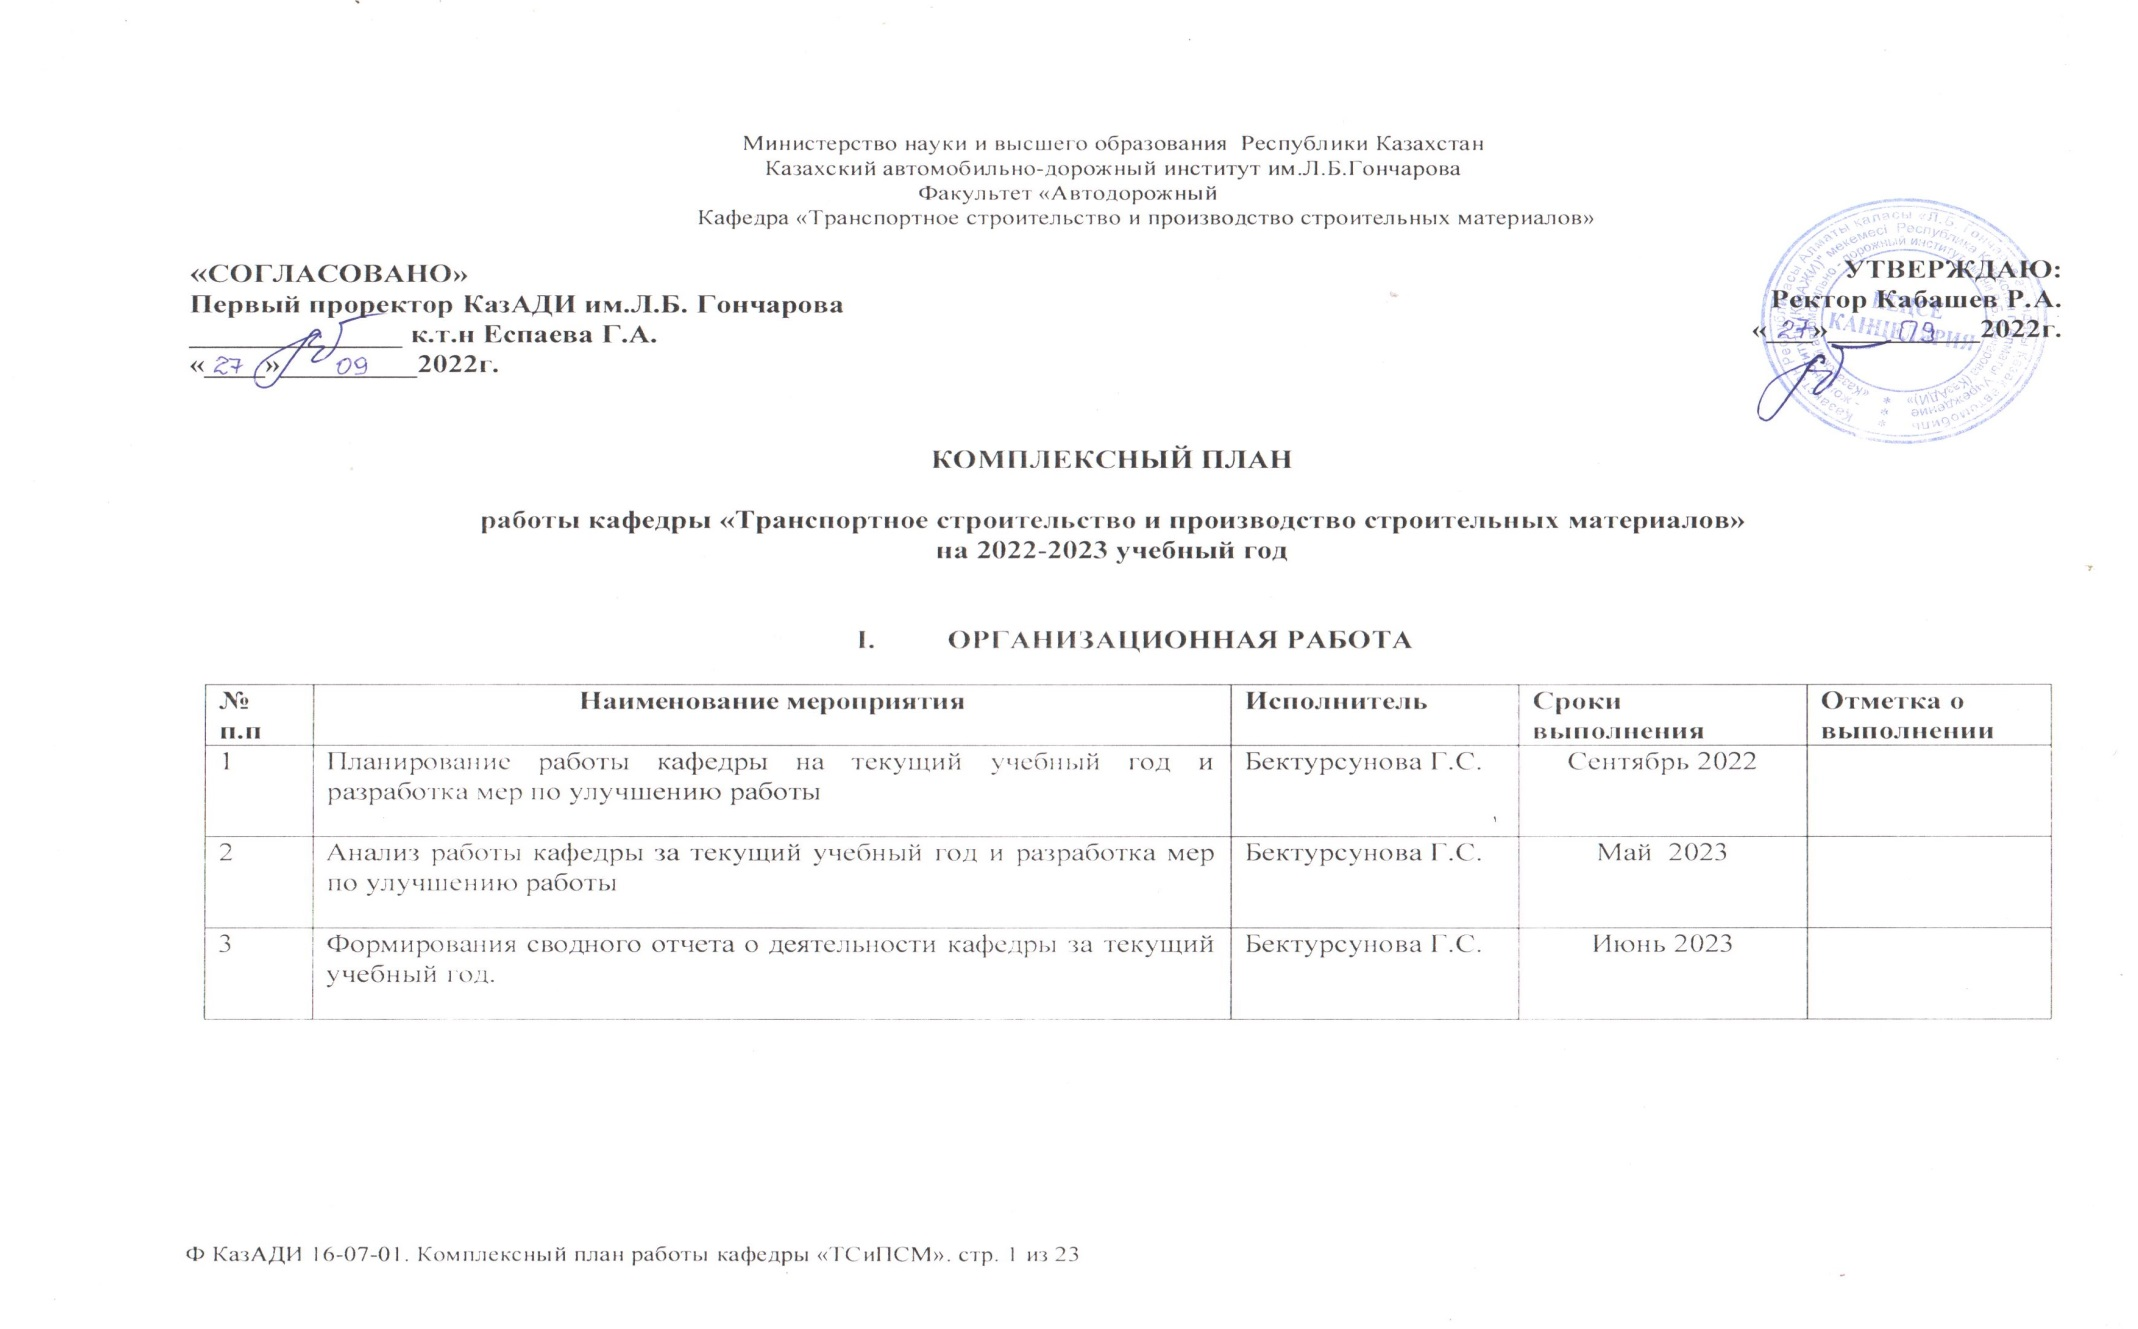 Министерство науки и высшего образования  Республики Казахстан
Казахский автомобильно-дорожный институт им.Л.Б.Гончарова
Факультет «Автодорожный
Кафедра «Транспортное строительство и производство строительных материалов»
«СОГЛАСОВАНО»
Первый проректор КазАДИ им.Л.Б. Гончарова
к.т.н Еспаева Г.А.
«27» 09 2022г.
УТВЕРЖДАЮ:
Ректор Кабашев Р.А.
«27» 09 2022г.
КЕҢСЕ
КАНЦЕЛЯРИЯ
КОМПЛЕКСНЫЙ ПЛАН
работы кафедры «Транспортное строительство и производство строительных материалов»
на 2022-2023 учебный год
I. ОРГАНИЗАЦИОННАЯ РАБОТА
№ Наименование мероприятия Исполнитель Сроки Отметка о
п.п выполнения выполнении
1 Планирование работы кафедры на текущий учебный год и Бектурсунова Г.С. Сентябрь 2022
разработка мер по улучшению работы
2 Анализ работы кафедры за текущий учебный год и разработка мер Бектурсунова Г.С. Май  2023
по улучшению работы
3 Формирования сводного отчета о деятельности кафедры за текущий Бектурсунова Г.С. Июнь 2023
учебный год.
Ф КазАДИ 16-07-01. Комплексный план работы кафедры «ТСиПСМ». стр. 1 из 23